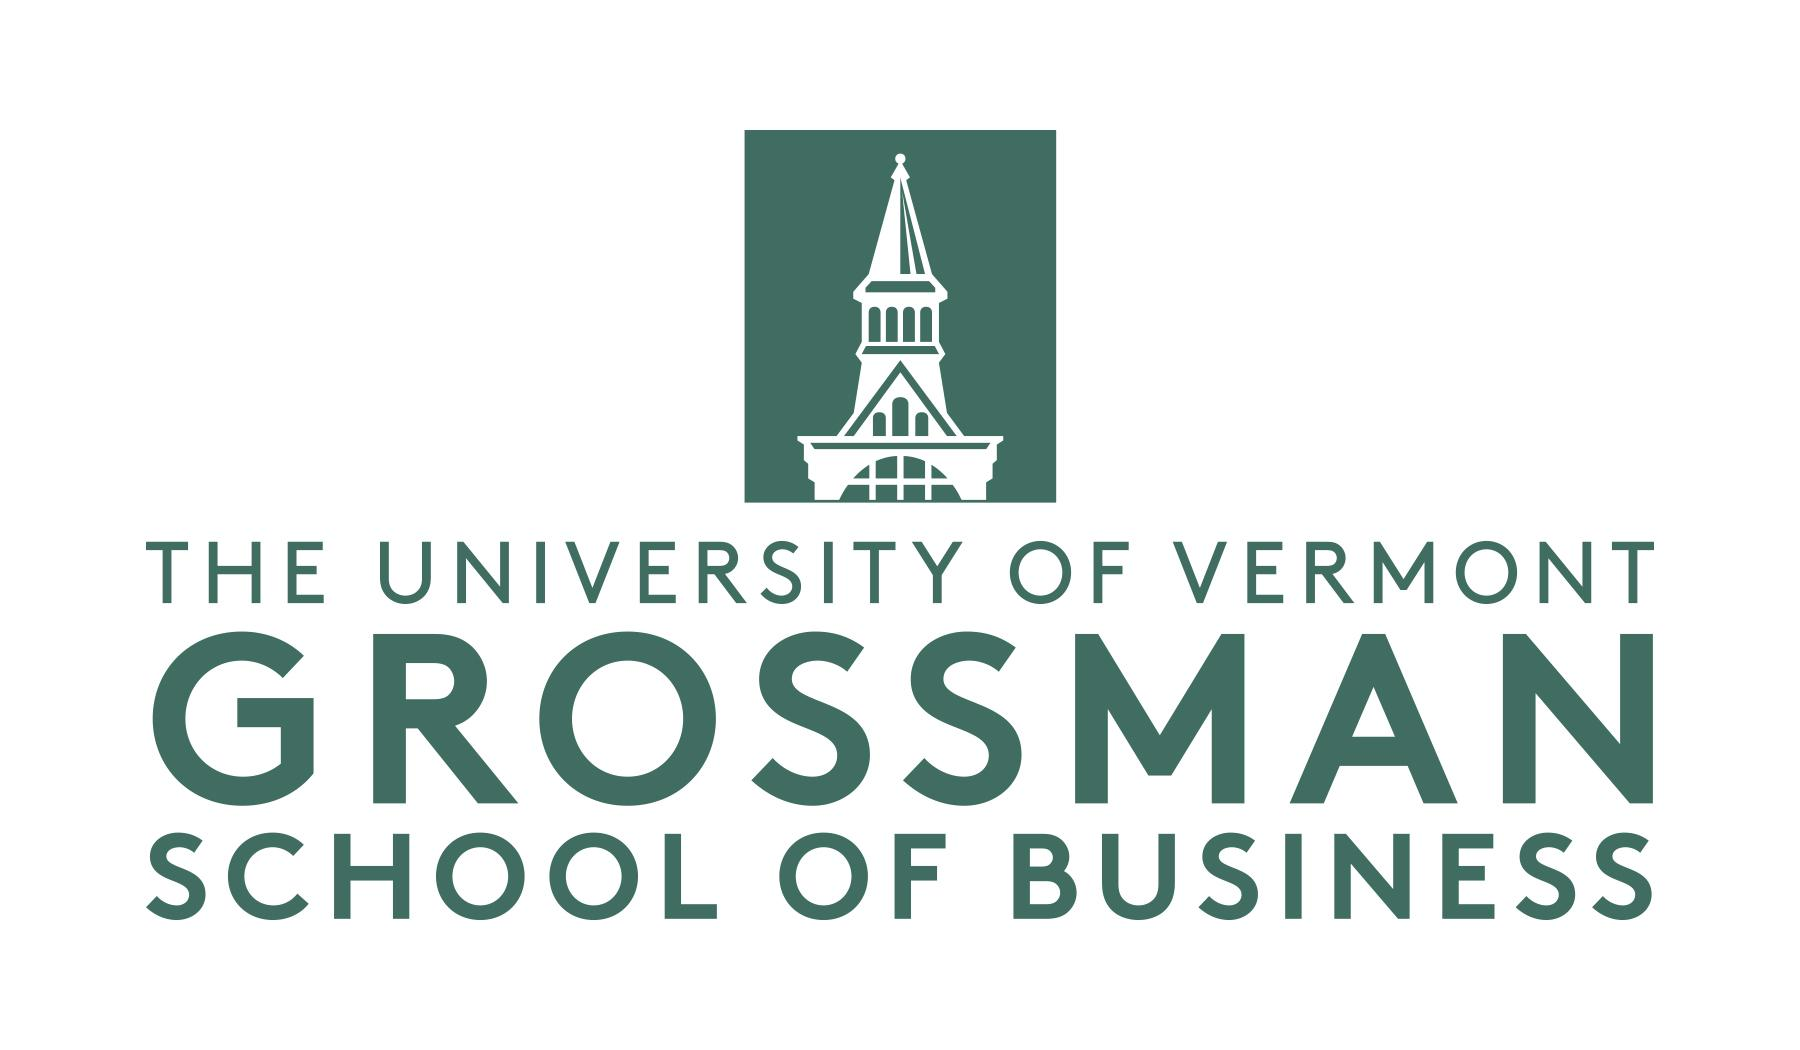 THE UNIVERSITY OF VERMONT
GROSSMAN
SCHOOL OF BUSINESS